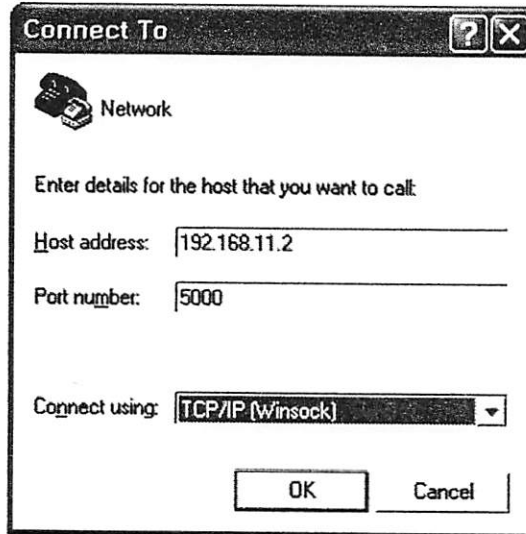 Connect To
Network
Enter details for the host that you want to call:
Host address: 192.168.11.2
Port number: 5000
Connect using: TCP/IP (Winsock)
OK Cancel